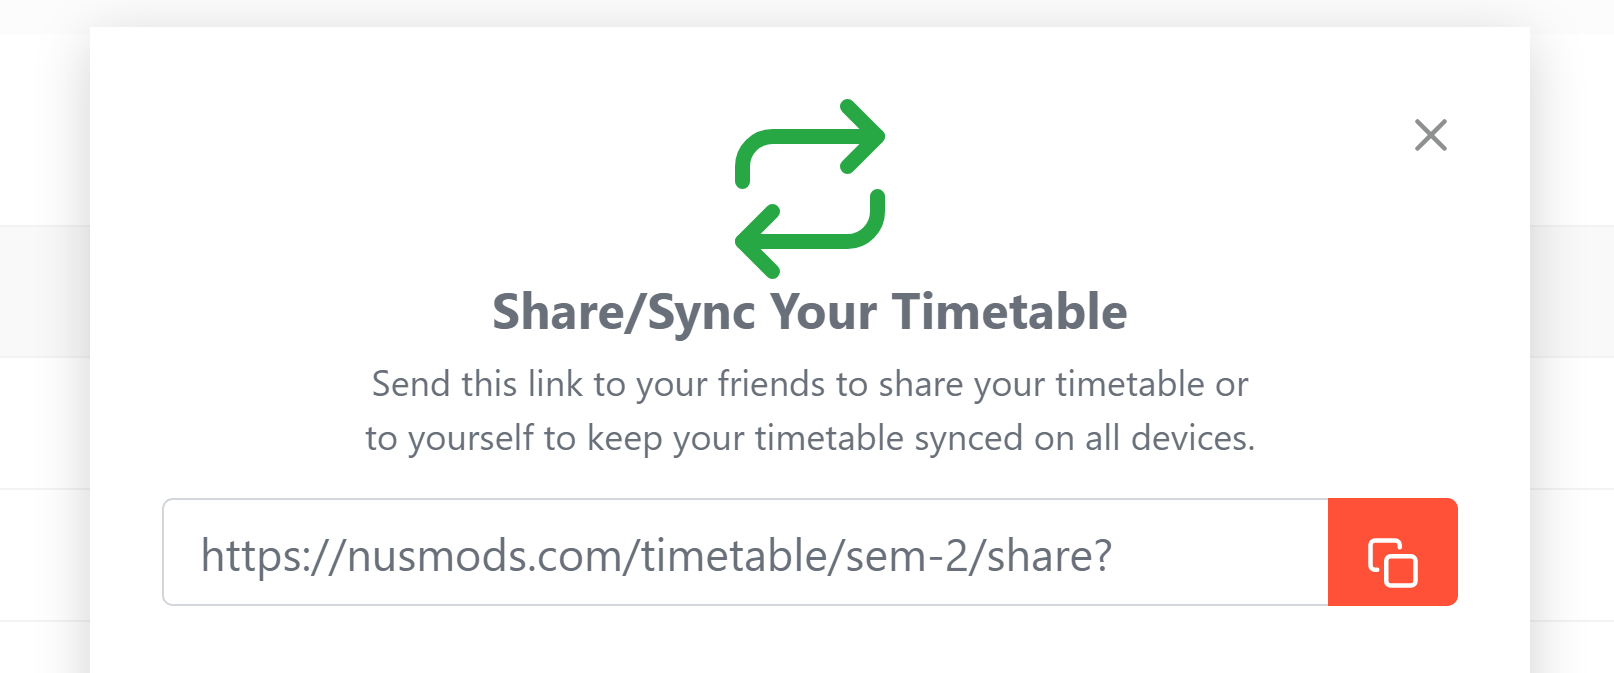 Share/Sync Your Timetable
Send this link to your friends to share your timetable or
to yourself to keep your timetable synced on all devices.
https://nusmods.com/timetable/sem-2/share?